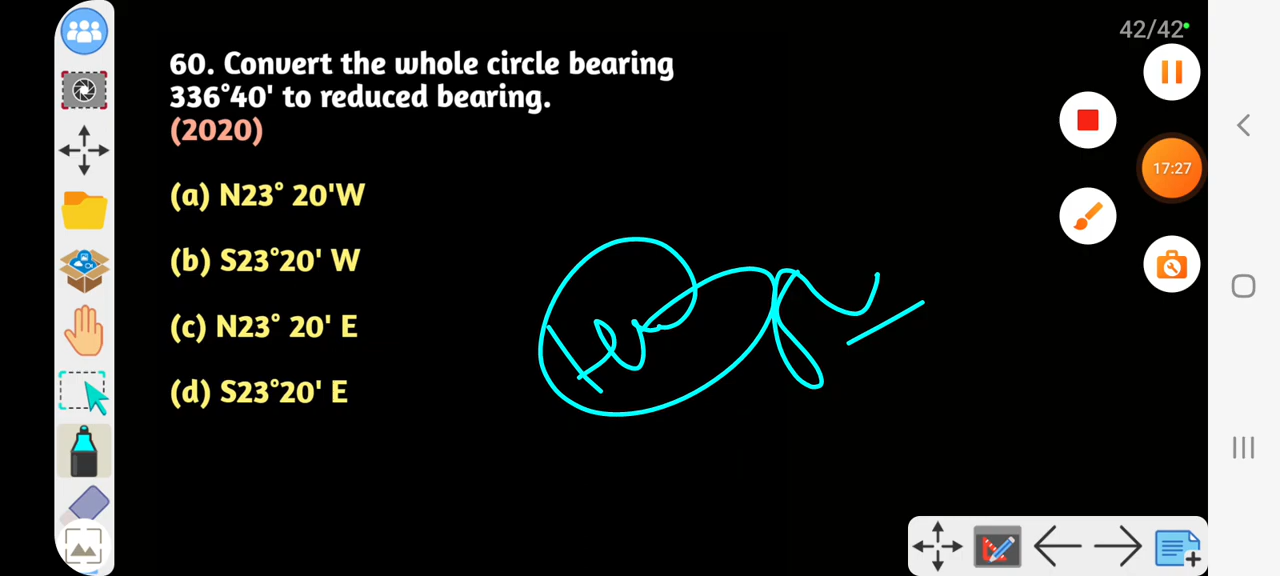 42/42
60. Convert the whole circle bearing
336°40' to reduced bearing.
(2020)
17:27
(a) N23° 20'W
(b) S23°20' W
(c) N23° 20' E
(d) S23°20' E